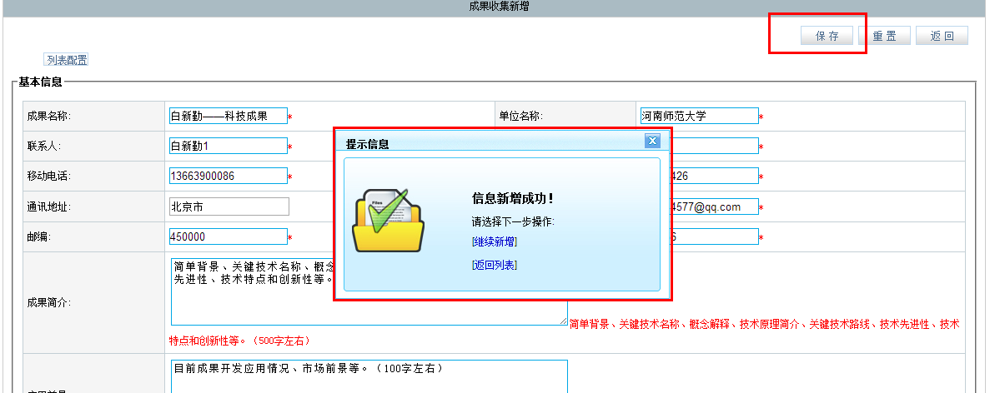 成果收集新增
保 存 重 置 返 回
列表配置
基本信息
成果名称: 白新勤——科技成果 * 单位名称: 河南师范大学 *
提示信息
联系人: 白新勤1 * *
移动电话: 13663900086 * 426 *
Files
信息新增成功！
通讯地址: 北京市 4577@qq.com *
请选择下一步操作:
邮编: 450000 * *
[继续新增]
[返回列表]
简单背景、关键技术名称、概念
先进性、技术特点和创新性等。
成果简介:
简单背景、关键技术名称、概念解释、技术原理简介、关键技术路线、技术先进性、技术
特点和创新性等。（500字左右）
目前成果开发应用情况、市场前景等。（100字左右）